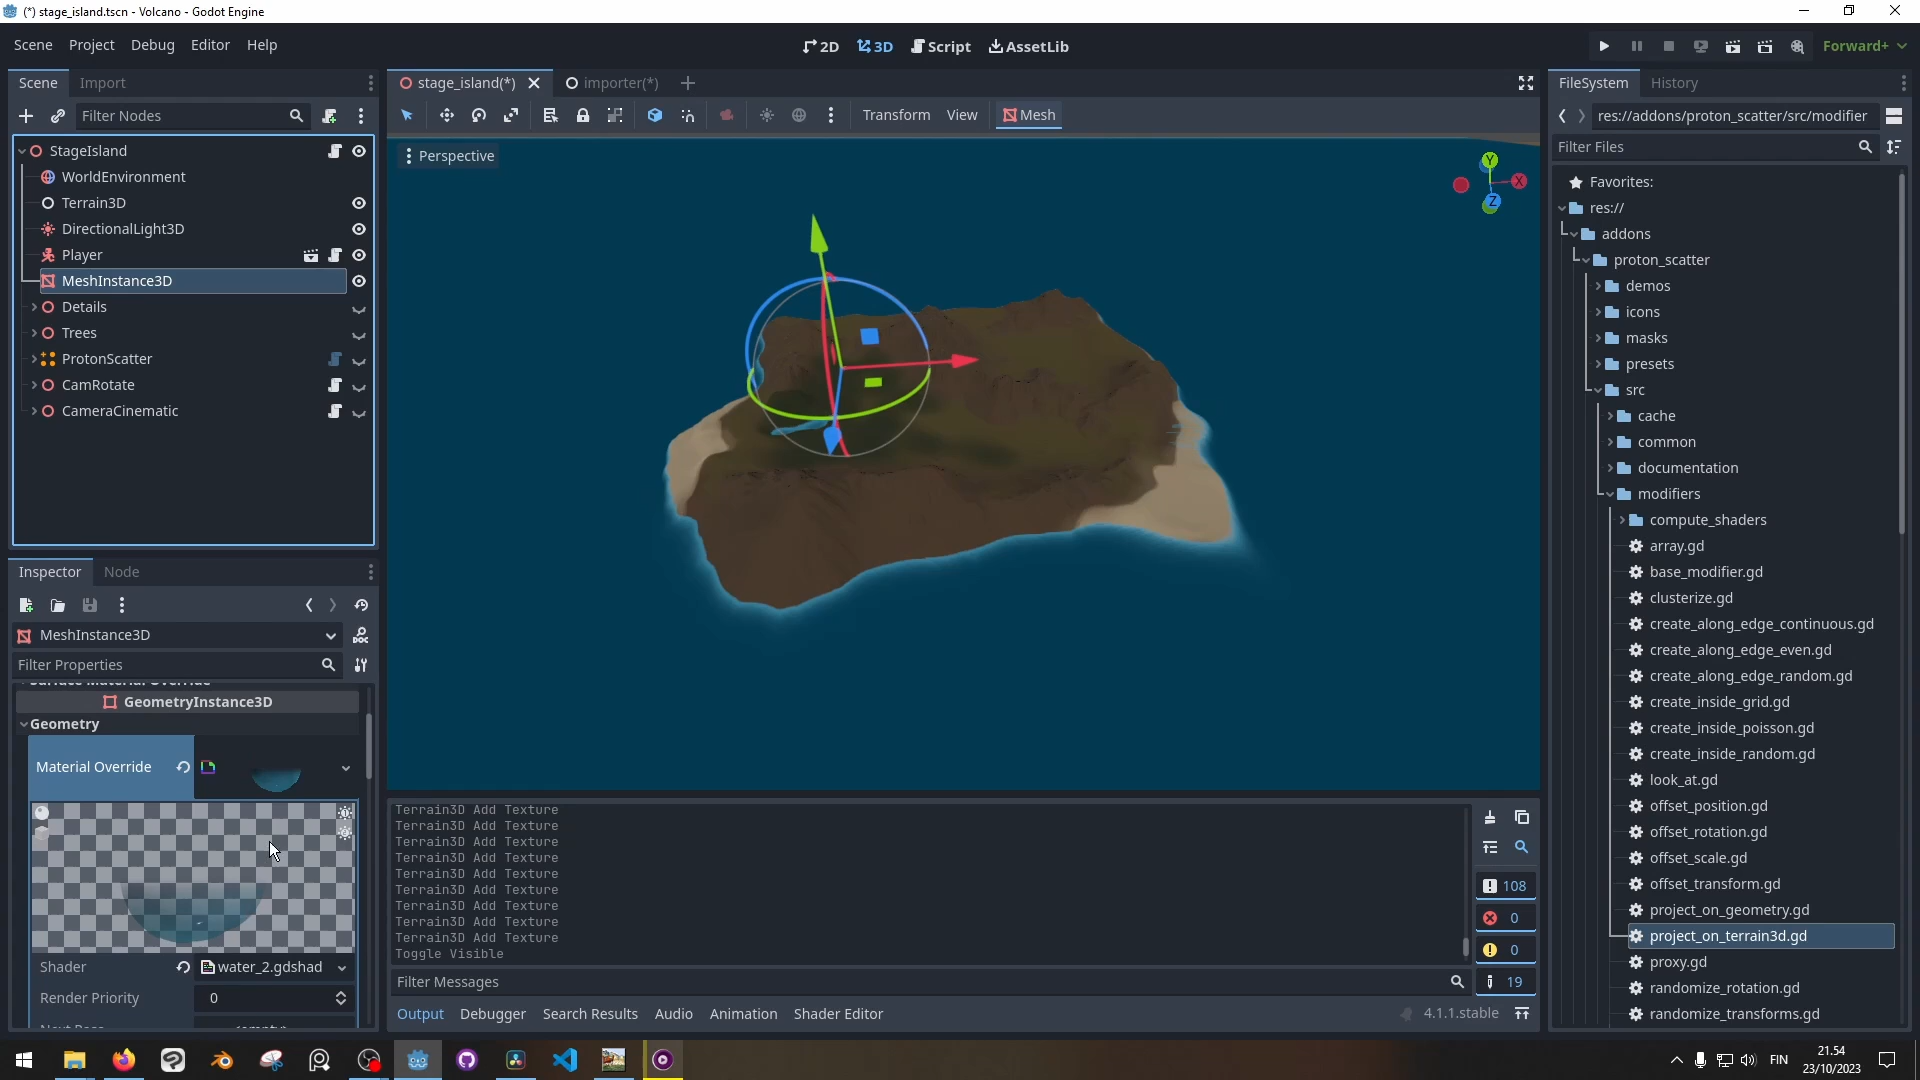 (*) stage_island.tscn - Volcano - Godot Engine
Scene Project Debug Editor Help
2D 3D Script AssetLib
Forward+
Scene Import
stage_island(*) importer(*)
FileSystem History
Filter Nodes
Transform View Mesh
res://addons/proton_scatter/src/modifier
Filter Files
Perspective
Y
X
Z
StageIsland
WorldEnvironment
Terrain3D
DirectionalLight3D
Player
MeshInstance3D
Details
Trees
ProtonScatter
CamRotate
CameraCinematic
Favorites:
res://
addons
proton_scatter
demos
icons
masks
presets
src
cache
common
documentation
modifiers
compute_shaders
array.gd
base_modifier.gd
clusterize.gd
create_along_edge_continuous.gd
create_along_edge_even.gd
create_along_edge_random.gd
create_inside_grid.gd
create_inside_poisson.gd
create_inside_random.gd
look_at.gd
offset_position.gd
offset_rotation.gd
offset_scale.gd
offset_transform.gd
project_on_geometry.gd
project_on_terrain3d.gd
proxy.gd
randomize_rotation.gd
randomize_transforms.gd
Inspector Node
MeshInstance3D
DOC
Filter Properties
GeometryInstance3D
Geometry
Material Override
Shader water_2.gdshad
Render Priority 0
Terrain3D Add Texture
Terrain3D Add Texture
Terrain3D Add Texture
Terrain3D Add Texture
Terrain3D Add Texture
Terrain3D Add Texture
Terrain3D Add Texture
Terrain3D Add Texture
Terrain3D Add Texture
Toggle Visible
108
0
0
19
Filter Messages
Output Debugger Search Results Audio Animation Shader Editor
4.1.1.stable
FIN
21.54
23/10/2023